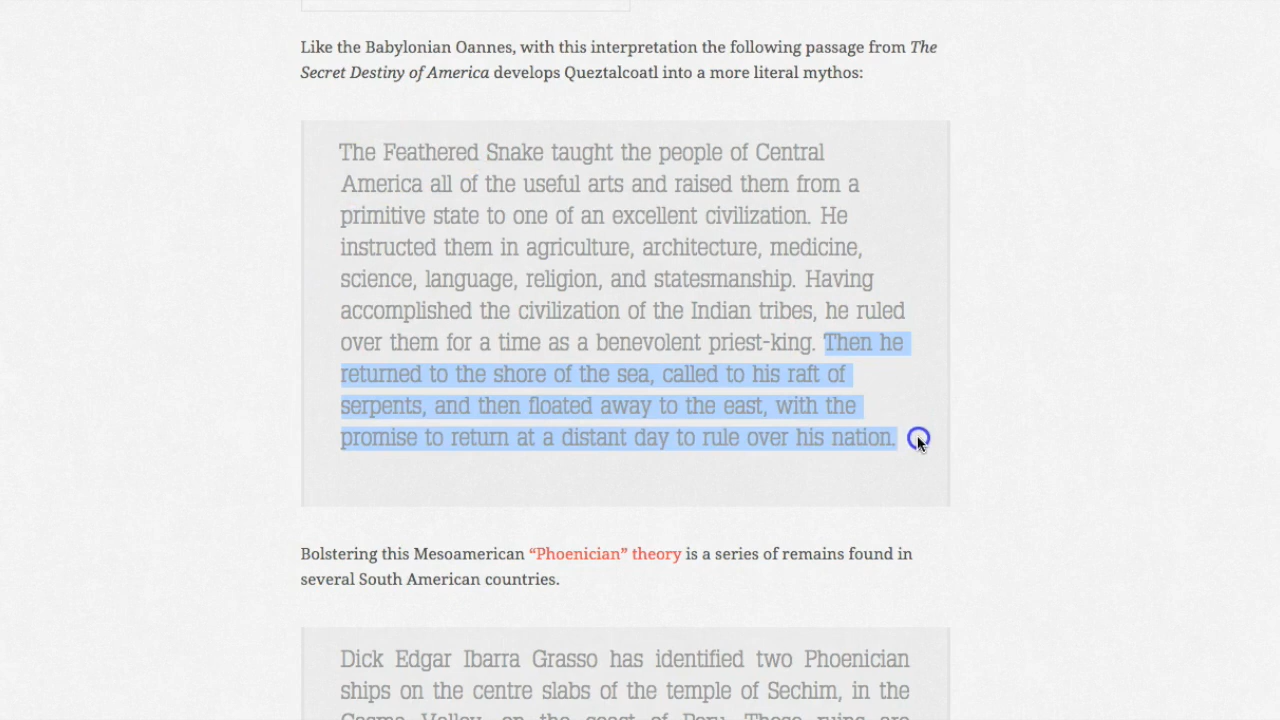 Like the Babylonian Oannes, with this interpretation the following passage from The
Secret Destiny of America develops Queztalcoatl into a more literal mythos:
The Feathered Snake taught the people of Central
America all of the useful arts and raised them from a
primitive state to one of an excellent civilization. He
instructed them in agriculture, architecture, medicine,
science, language, religion, and statesmanship. Having
accomplished the civilization of the Indian tribes, he ruled
over them for a time as a benevolent priest-king. Then he
returned to the shore of the sea, called to his raft of
serpents, and then floated away to the east, with the
promise to return at a distant day to rule over his nation.
Bolstering this Mesoamerican “Phoenician” theory is a series of remains found in
several South American countries.
Dick Edgar Ibarra Grasso has identified two Phoenician
ships on the centre slabs of the temple of Sechim, in the